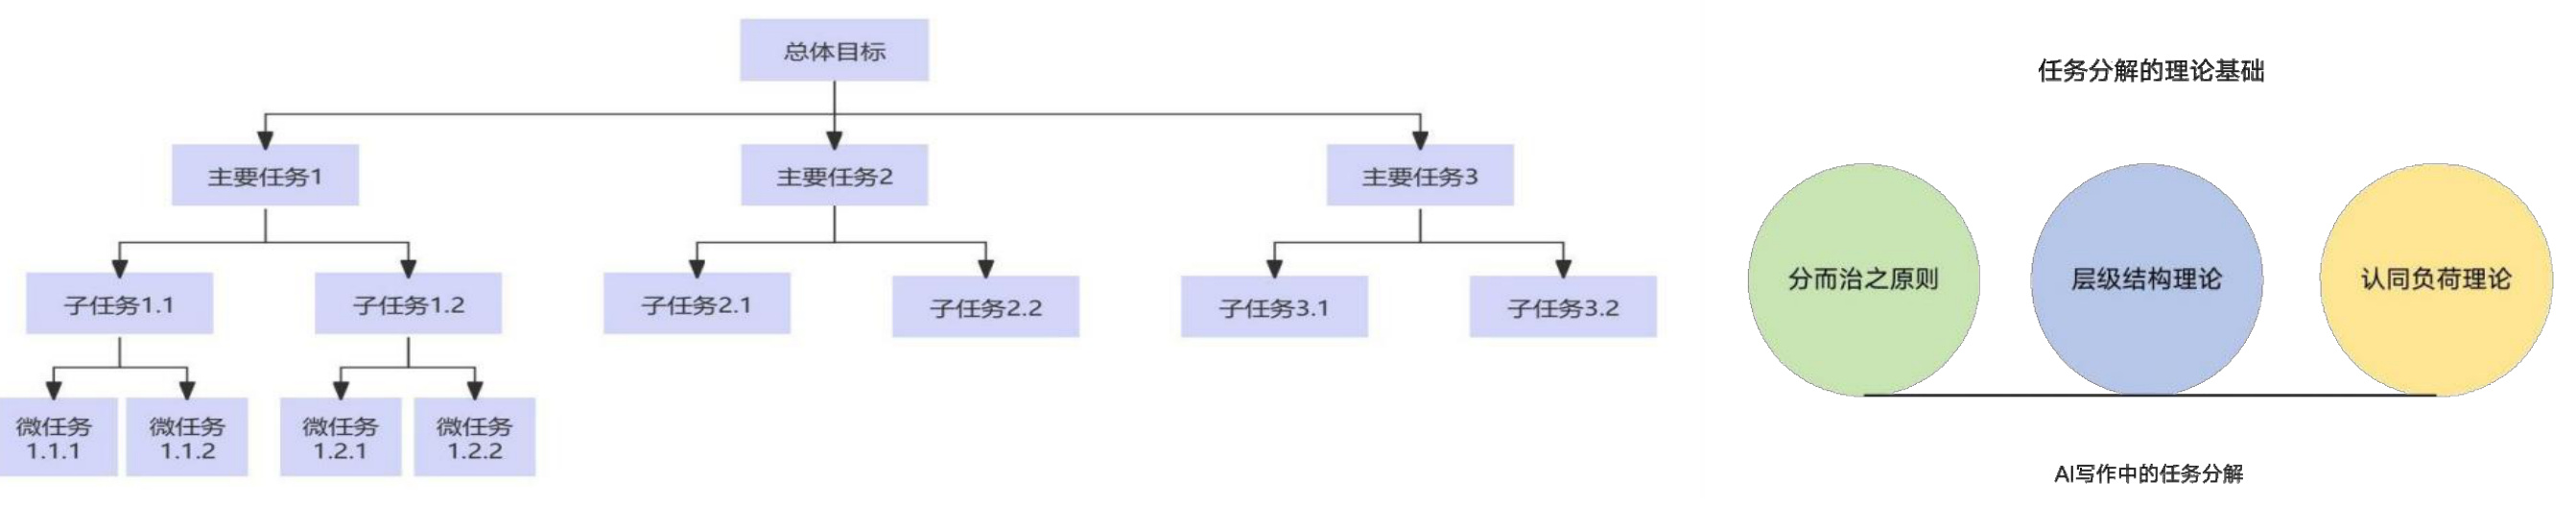 总体目标
主要任务1
主要任务2
主要任务3
子任务1.1
子任务1.2
子任务2.1
子任务2.2
子任务3.1
子任务3.2
微任务
1.1.1
微任务
1.1.2
微任务
1.2.1
微任务
1.2.2
任务分解的理论基础
分而治之原则
层级结构理论
认同负荷理论
AI写作中的任务分解